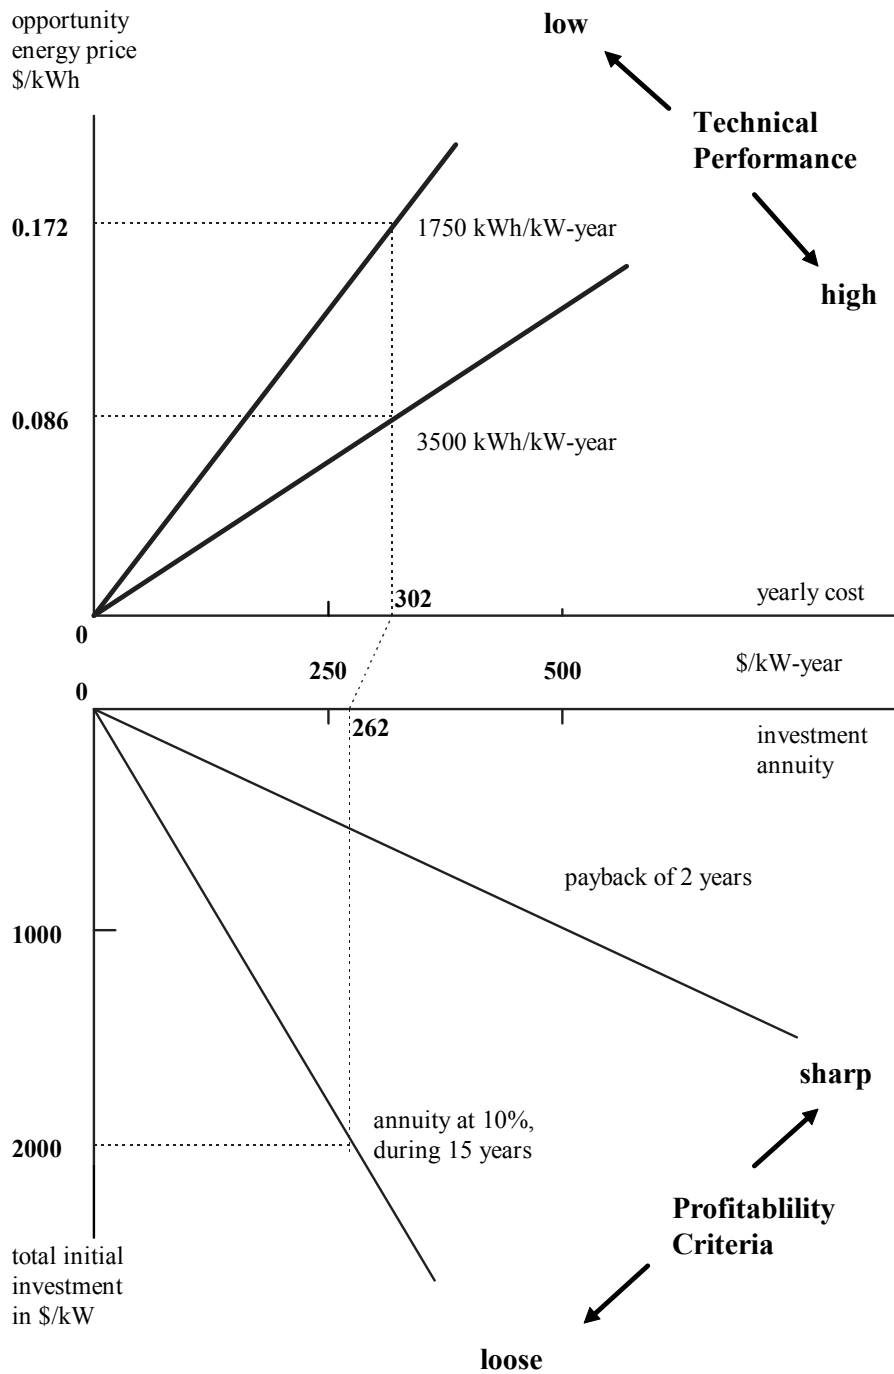 opportunity
energy price
$/kWh
low
Technical
Performance
high
0.172
1750 kWh/kW-year
0.086
3500 kWh/kW-year
302
yearly cost
0
250
500
$/kW-year
0
262
investment
annuity
payback of 2 years
1000
sharp
annuity at 10%,
during 15 years
2000
Profitablility
Criteria
total initial
investment
in $/kW
loose